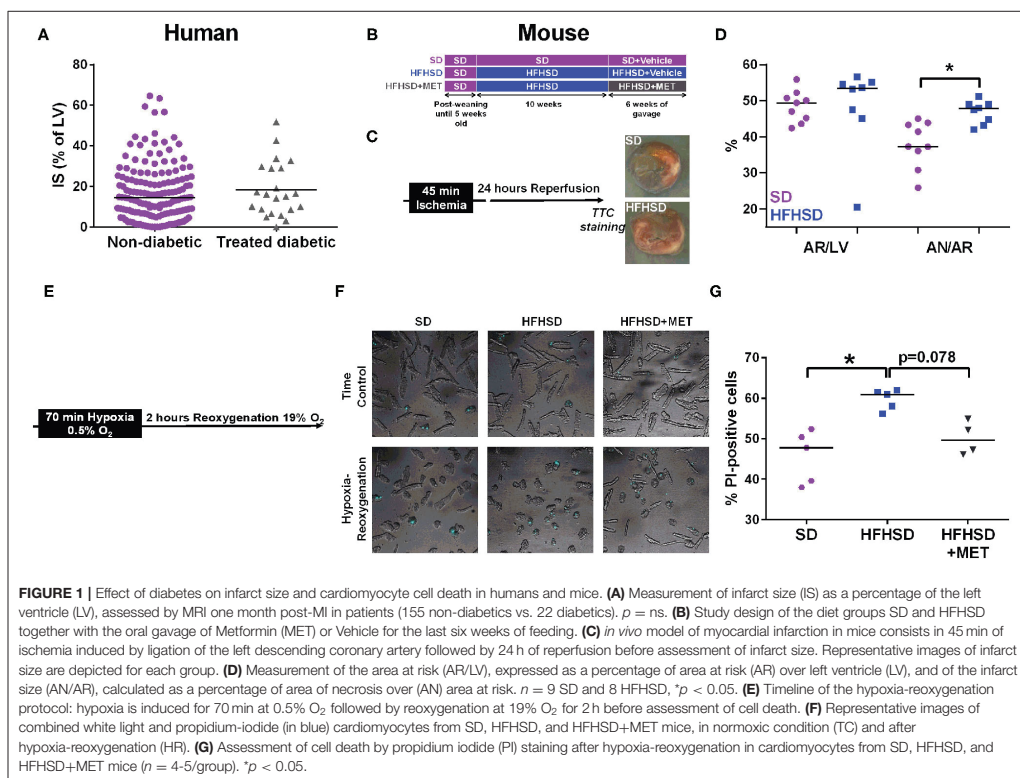 Human
Mouse
A
IS (% of LV)
60
40
20
0
Non-diabetic
Treated diabetic
B
SD SD SD SD+Vehicle
HFHSD SD HFHSD HFHSD+Vehicle
HFHSD+MET SD HFHSD HFHSD+MET
Post-weaning
until 5 weeks
old
10 weeks
6 weeks of
gavage
C
45 min
Ischemia
24 hours Reperfusion
TTC
staining
SD
HFHSD
D
%
60
50
40
30
20
*
SD
HFHSD
AR/LV
AN/AR
E
70 min Hypoxia
0.5% O2
2 hours Reoxygenation 19% O2
F
SD
HFHSD
HFHSD+MET
Time
Control
Hypoxia-
Reoxygenation
G
% PI-positive cells
70
60
50
40
30
*
p=0.078
SD
HFHSD
HFHSD
+MET
FIGURE 1 | Effect of diabetes on infarct size and cardiomyocyte cell death in humans and mice. (A) Measurement of infarct size (IS) as a percentage of the left
ventricle (LV), assessed by MRI one month post-MI in patients (155 non-diabetics vs. 22 diabetics). p = ns. (B) Study design of the diet groups SD and HFHSD
together with the oral gavage of Metformin (MET) or Vehicle for the last six weeks of feeding. (C) in vivo model of myocardial infarction in mice consists in 45 min of
ischemia induced by ligation of the left descending coronary artery followed by 24 h of reperfusion before assessment of infarct size. Representative images of infarct
size are depicted for each group. (D) Measurement of the area at risk (AR/LV), expressed as a percentage of area at risk (AR) over left ventricle (LV), and of the infarct
size (AN/AR), calculated as a percentage of area of necrosis over (AN) area at risk. n = 9 SD and 8 HFHSD, *p < 0.05. (E) Timeline of the hypoxia-reoxygenation
protocol: hypoxia is induced for 70 min at 0.5% O2 followed by reoxygenation at 19% O2 for 2 h before assessment of cell death. (F) Representative images of
combined white light and propidium-iodide (in blue) cardiomyocytes from SD, HFHSD, and HFHSD+MET mice, in normoxic condition (TC) and after
hypoxia-reoxygenation (HR). (G) Assessment of cell death by propidium iodide (PI) staining after hypoxia-reoxygenation in cardiomyocytes from SD, HFHSD, and
HFHSD+MET mice (n = 4-5/group). *p < 0.05.